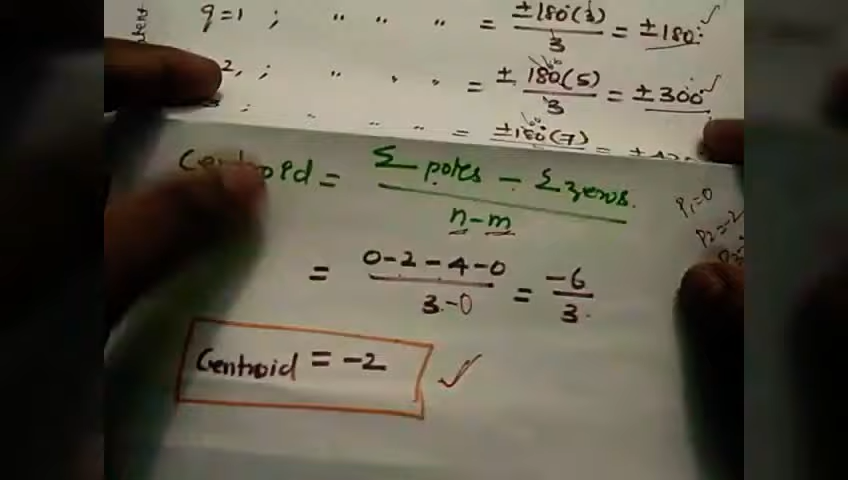 q=1 ; " " " = ±180°(3)/3 = ±180° ✓
2, ; " " " = ±180°(5)/3 = ±300° ✓
; " " " = ±180°(7)
Centroid = Σ poles - Σ zeros / n-m
P₁=0
P₂=-2
= 0-2-4-0 / 3-0 = -6/3
Centroid = -2 ✓